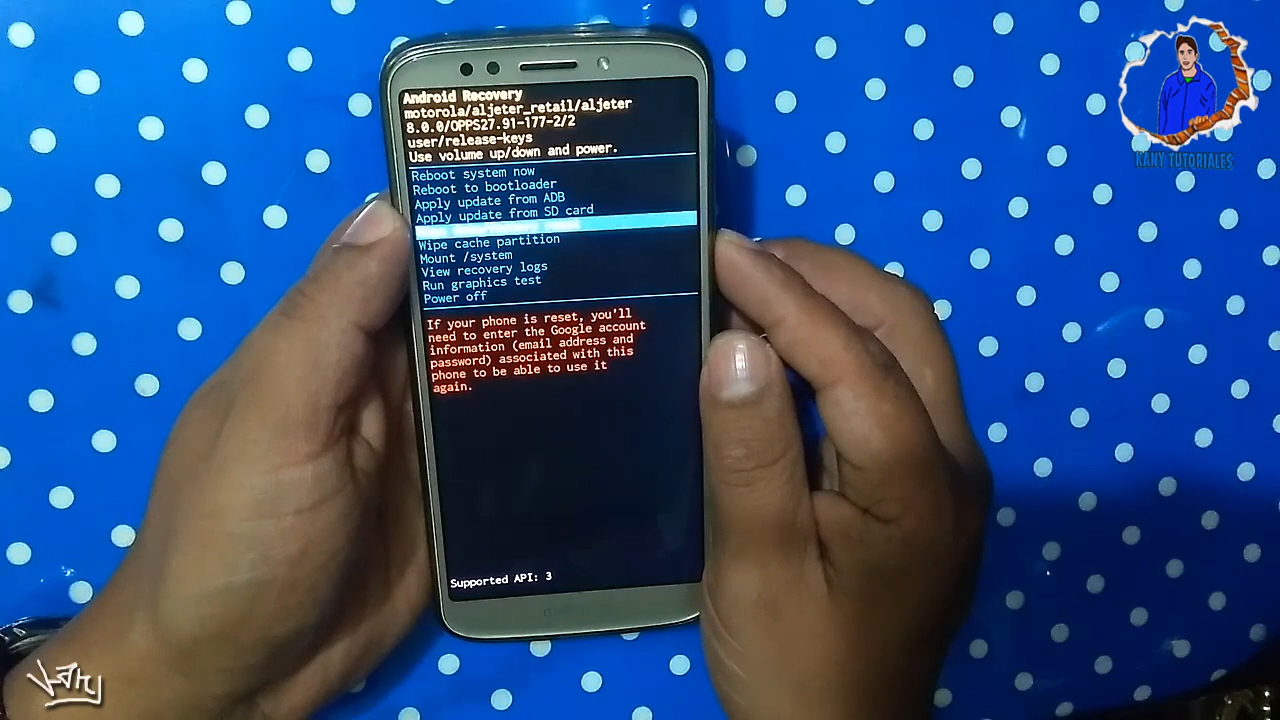 Android Recovery
motorola/aljeter_retail/aljeter
8.0.0/OPPS27.91-177-2/2
user/release-keys
Use volume up/down and power.
Reboot system now
Reboot to bootloader
Apply update from ADB
Apply update from SD card
Wipe cache partition
Mount /system
View recovery logs
Run graphics test
Power off
If your phone is reset, you'll
need to enter the Google account
information (email address and
password) associated with this
phone to be able to use it
again.
Supported API: 3
KANY TUTORIALES
Kany